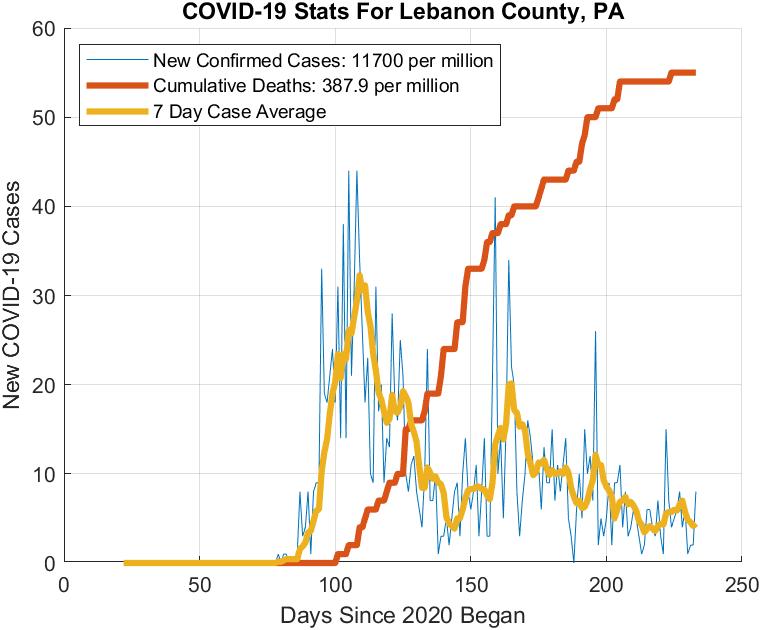 COVID-19 Stats For Lebanon County, PA
New Confirmed Cases: 11700 per million
Cumulative Deaths: 387.9 per million
7 Day Case Average
New COVID-19 Cases
60
50
40
30
20
10
0
0 50 100 150 200 250
Days Since 2020 Began